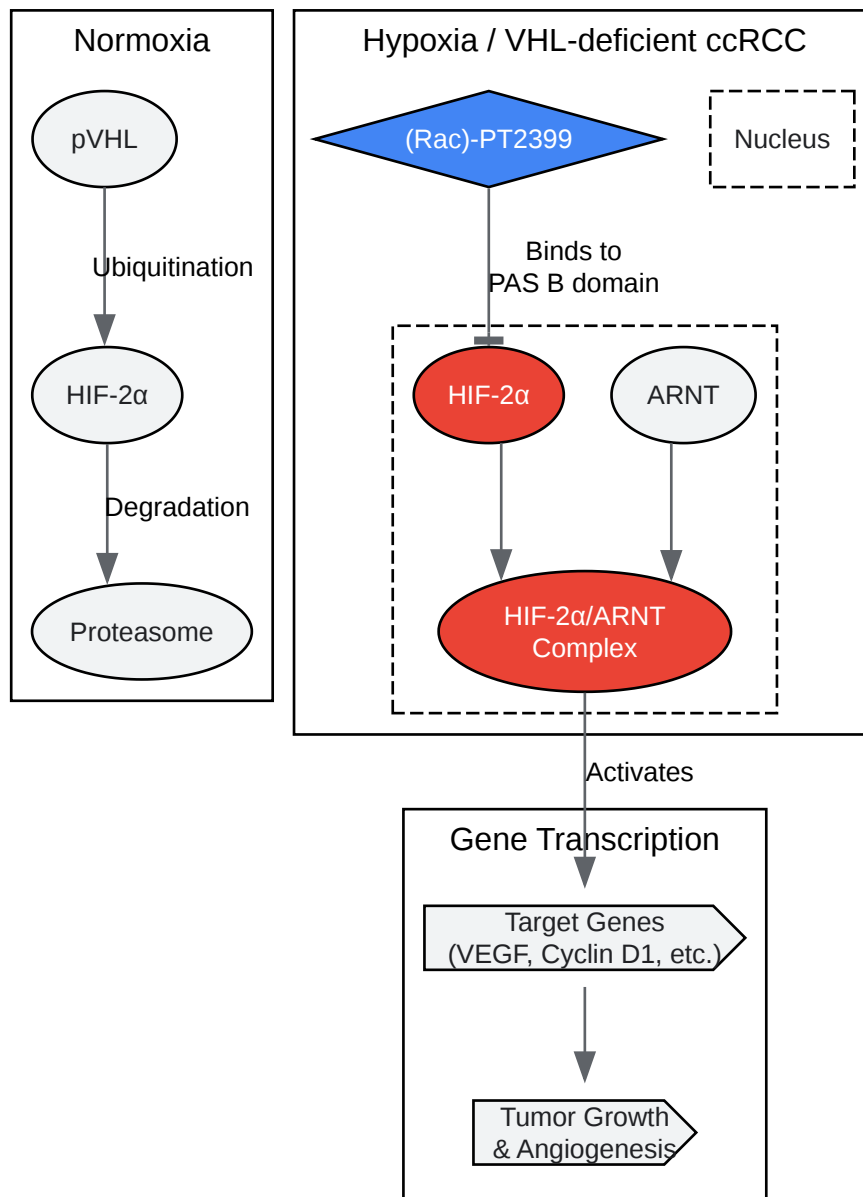 Normoxia
pVHL
Ubiquitination
HIF-2α
Degradation
Proteasome
Hypoxia / VHL-deficient ccRCC
(Rac)-PT2399
Nucleus
Binds to
PAS B domain
HIF-2α
ARNT
HIF-2α/ARNT
Complex
Activates
Gene Transcription
Target Genes
(VEGF, Cyclin D1, etc.)
Tumor Growth
& Angiogenesis